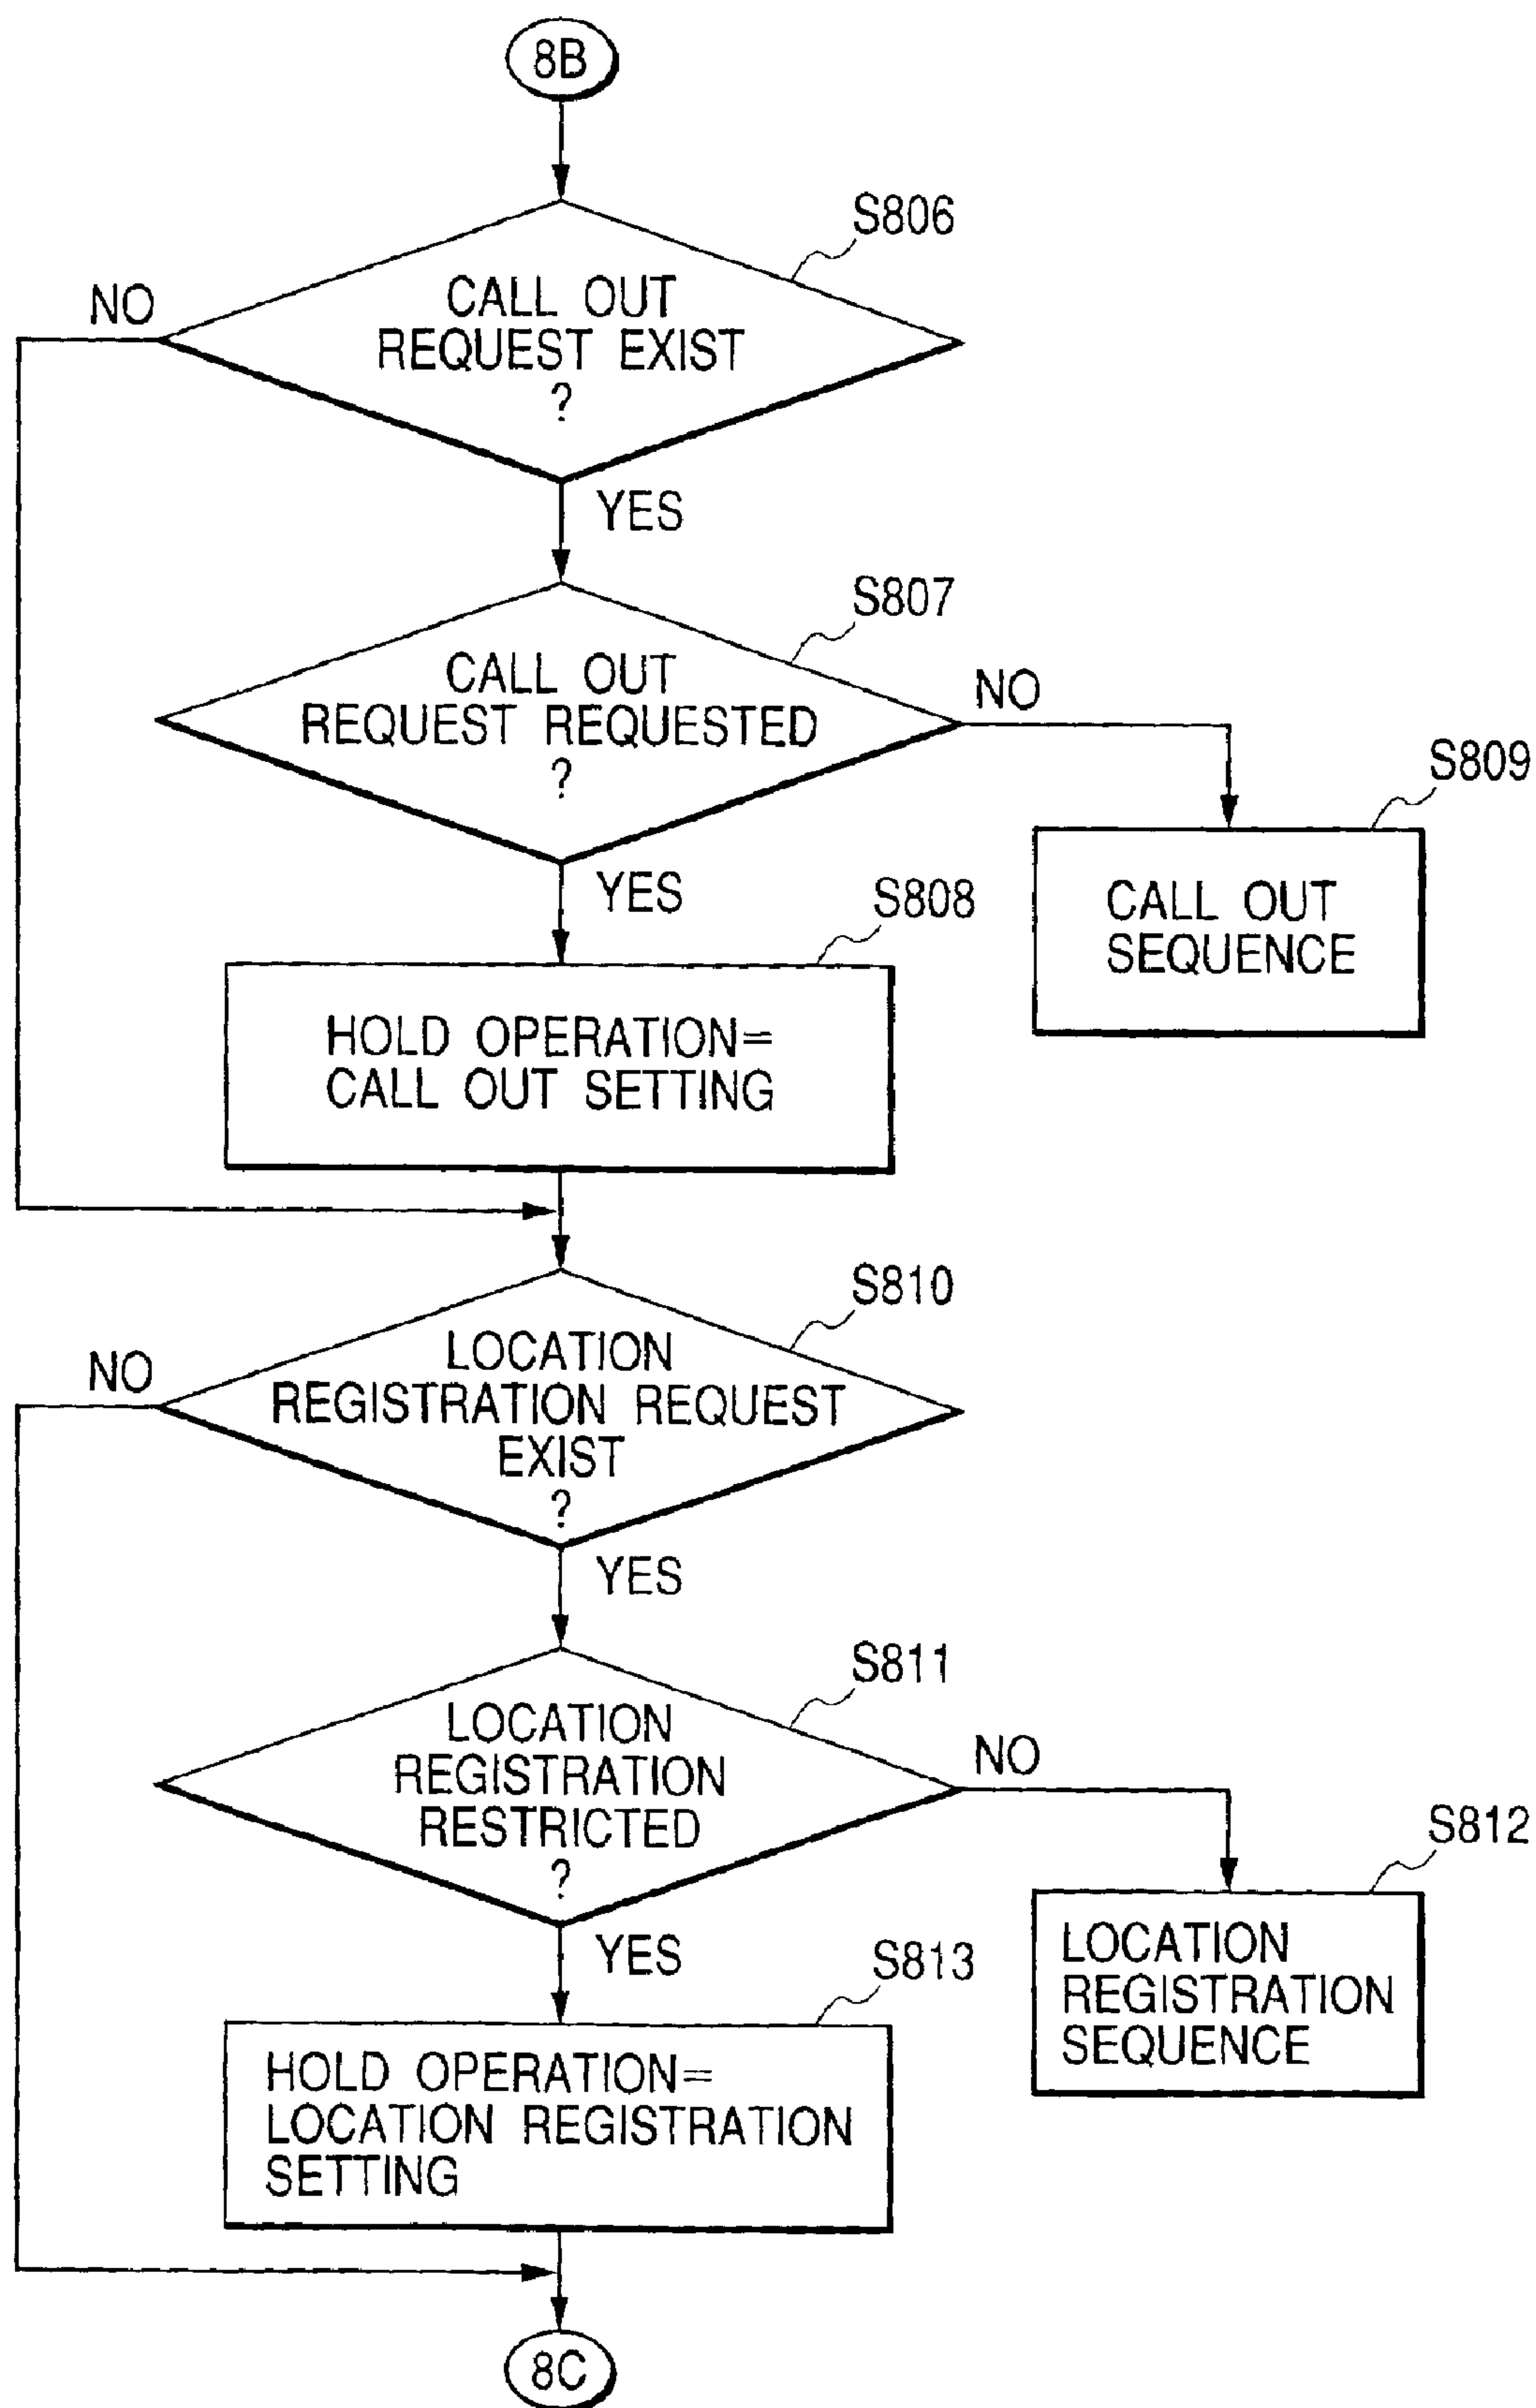 8B
S806
NO
CALL OUT
REQUEST EXIST
?
YES
S807
CALL OUT
REQUEST REQUESTED
?
NO
S809
CALL OUT
SEQUENCE
YES
S808
HOLD OPERATION=
CALL OUT SETTING
S810
NO
LOCATION
REGISTRATION REQUEST
EXIST
?
YES
S811
LOCATION
REGISTRATION
RESTRICTED
?
NO
S812
LOCATION
REGISTRATION
SEQUENCE
YES
S813
HOLD OPERATION=
LOCATION REGISTRATION
SETTING
8C